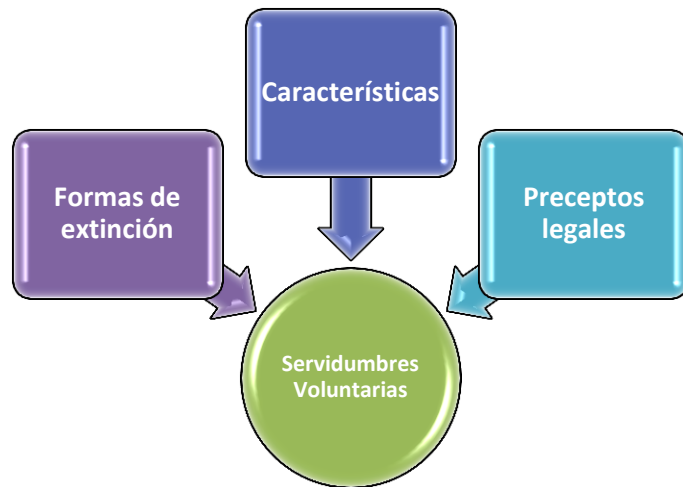 Características
Formas de
extinción
Preceptos
legales
Servidumbres
Voluntarias